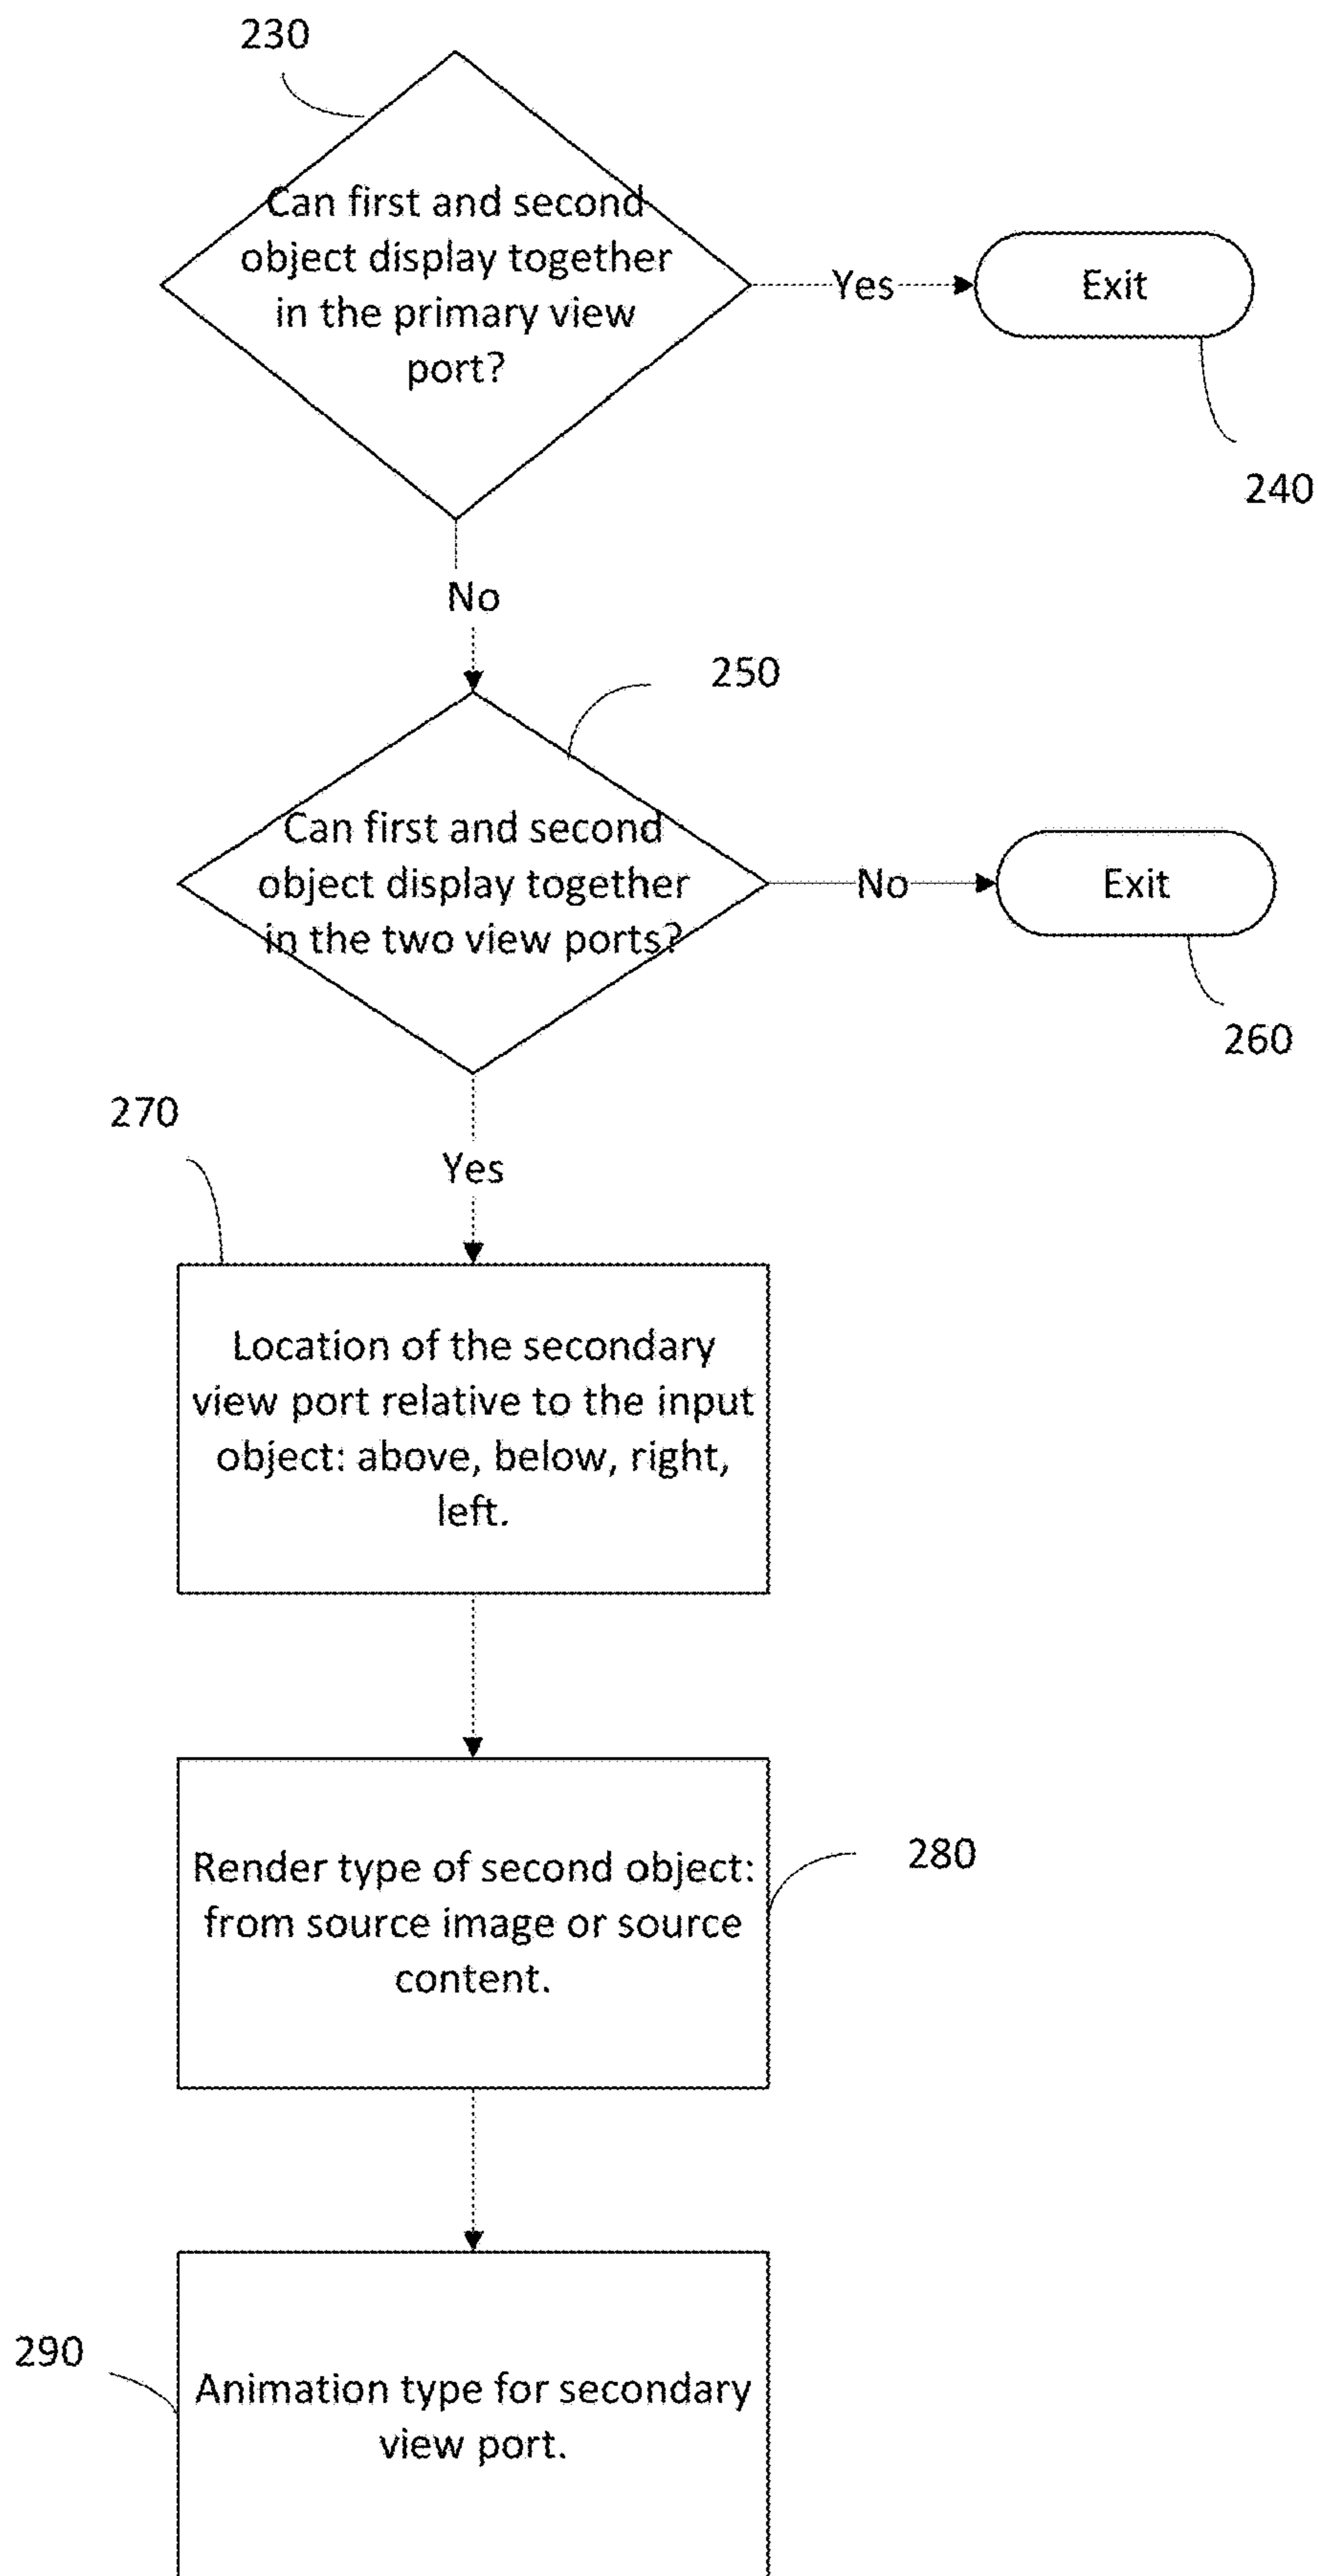 230
Can first and second
object display together
in the primary view
port?
Yes
Exit
240
No
250
Can first and second
object display together
in the two view ports?
No
Exit
260
270
Yes
Location of the secondary
view port relative to the input
object: above, below, right,
left.
Render type of second object:
from source image or source
content.
280
290
Animation type for secondary
view port.